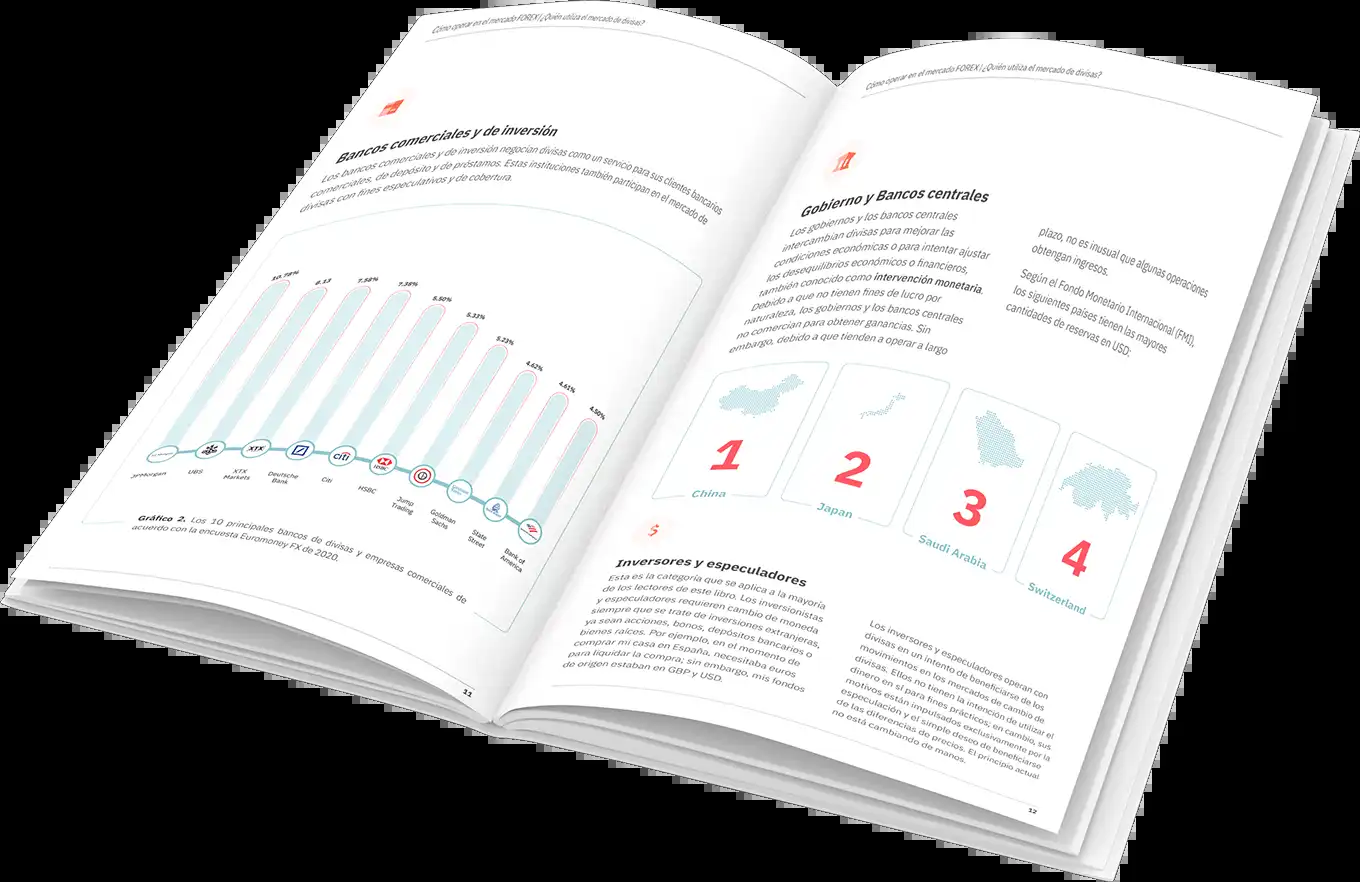 Cómo operar en el mercado FOREX | ¿Quién utiliza el mercado de divisas?
Bancos comerciales y de inversión
Los bancos comerciales y de inversión negocian divisas como un servicio para sus clientes bancarios
comerciales, de depósito y de préstamos. Estas instituciones también participan en el mercado de
divisas con fines especulativos y de cobertura.
10.78%
8.13
7.58%
7.38%
5.50%
5.33%
5.23%
4.62%
4.61%
4.50%
XTX
citi
HSBC
JPMorgan
UBS
XTX
Markets
Deutsche
Bank
Citi
HSBC
Jump
Trading
Goldman
Sachs
State
Street
Bank of
America
Gráfico 2. Los 10 principales bancos de divisas y empresas comerciales de
acuerdo con la encuesta Euromoney FX de 2020.
11
Cómo operar en el mercado FOREX | ¿Quién utiliza el mercado de divisas?
Gobierno y Bancos centrales
Los gobiernos y los bancos centrales
intercambian divisas para mejorar las
condiciones económicas o para intentar ajustar
los desequilibrios económicos o financieros,
también conocido como intervención monetaria.
Debido a que no tienen fines de lucro por
naturaleza, los gobiernos y los bancos centrales
no comercian para obtener ganancias. Sin
embargo, debido a que tienden a operar a largo
plazo, no es inusual que algunas operaciones
obtengan ingresos.
Según el Fondo Monetario Internacional (FMI),
los siguientes países tienen las mayores
cantidades de reservas en USD:
1
China
2
Japan
3
Saudi Arabia
4
Switzerland
$
Inversores y especuladores
Esta es la categoría que se aplica a la mayoría
de los lectores de este libro. Los inversionistas
y especuladores requieren cambio de moneda
siempre que se trate de inversiones extranjeras,
ya sean acciones, bonos, depósitos bancarios o
bienes raíces. Por ejemplo, en el momento de
comprar mi casa en España, necesitaba euros
para liquidar la compra; sin embargo, mis fondos
de origen estaban en GBP y USD.
Los inversores y especuladores operan con
divisas en un intento de beneficiarse de los
movimientos en los mercados de cambio de
divisas. Ellos no tienen la intención de utilizar el
dinero en sí para fines prácticos; en cambio, sus
motivos están impulsados exclusivamente por la
especulación y el simple deseo de beneficiarse
de las diferencias de precios. El principio actual
no está cambiando de manos.
12